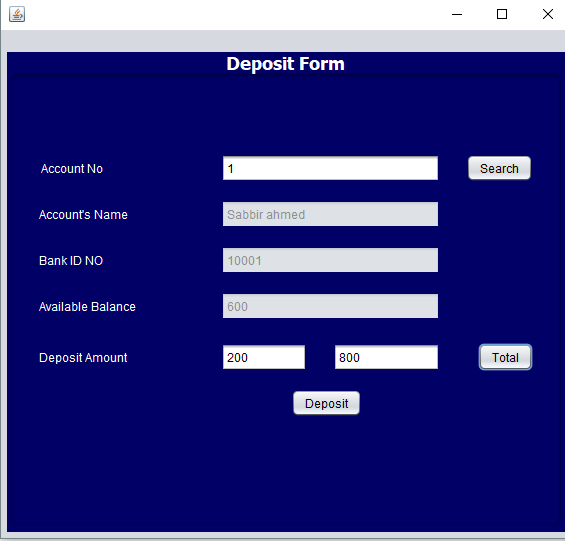 Deposit Form
Account No 1 Search
Account's Name Sabbir ahmed
Bank ID NO 10001
Available Balance 600
Deposit Amount 200 800 Total
Deposit